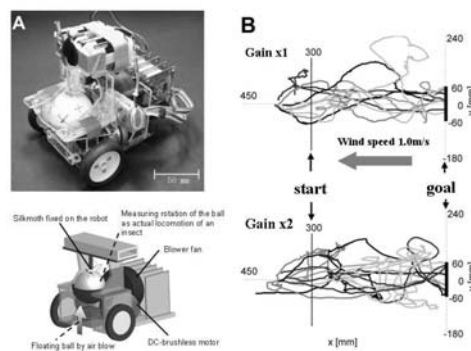 A
50 mm
Silkmoth fixed on the robot
Measuring rotation of the ball
as actual locomotion of an
insect
Blower fan
DC-brushless motor
Floating ball by air blow
B
Gain x1
300
450
240
60
0
-60
-180
y [mm]
Wind speed 1.0m/s
start
goal
Gain x2
300
450
240
60
0
-60
-180
y [mm]
x [mm]